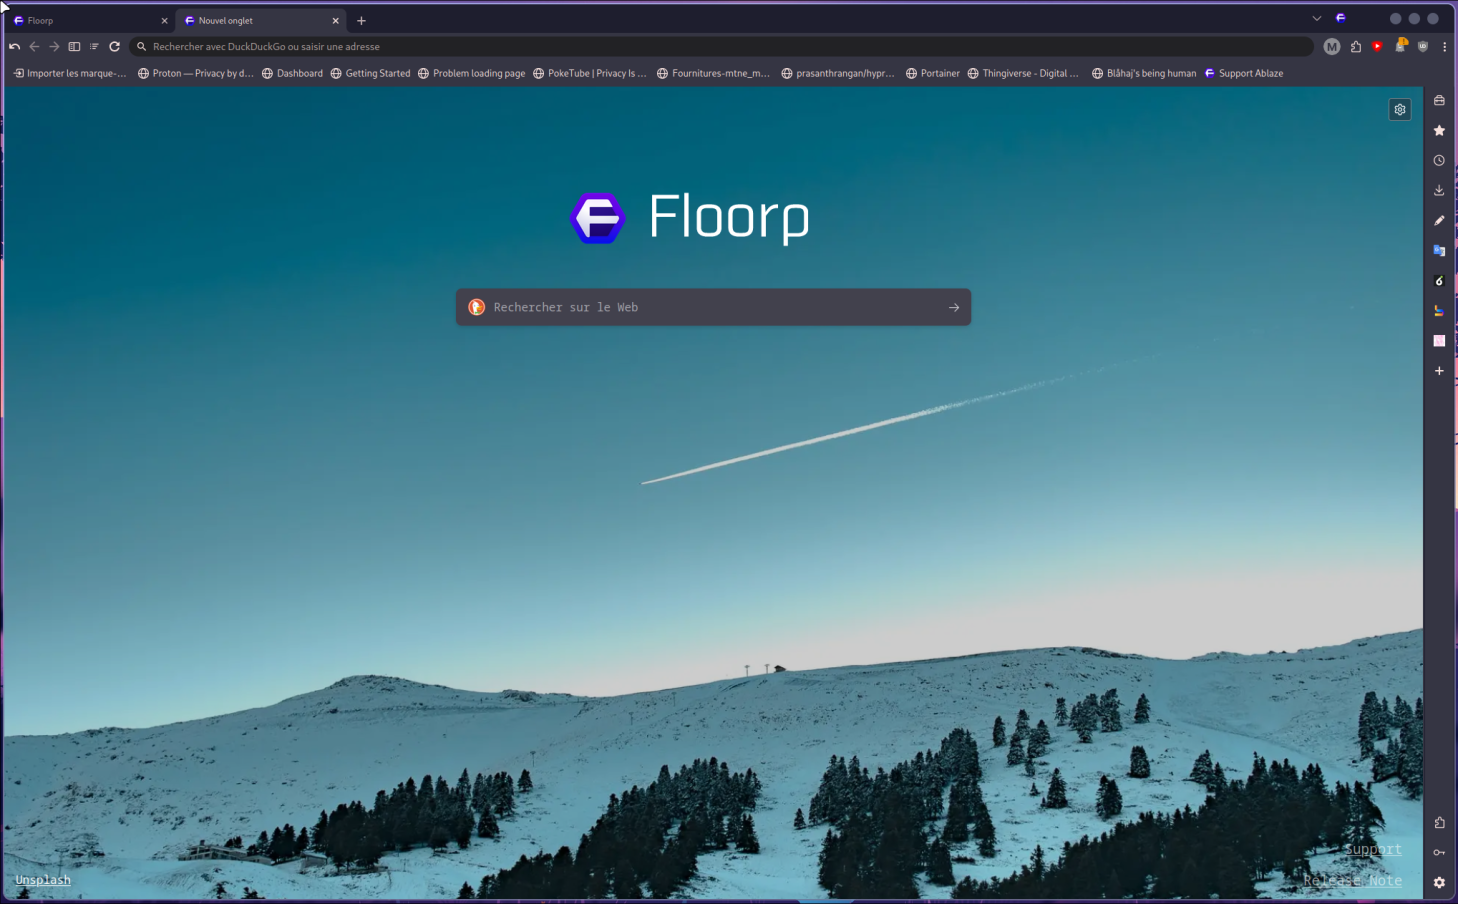 Floorp
Nouvel onglet
Rechercher avec DuckDuckGo ou saisir une adresse
M
1
Importer les marque-...
Proton — Privacy by d...
Dashboard
Getting Started
Problem loading page
PokeTube | Privacy Is ...
Fournitures-mtne_m...
prasanthrangan/hypr...
Portainer
Thingiverse - Digital ...
Blåhaj's being human
Support Ablaze
Floorp
Rechercher sur le Web
Support
Unsplash
Release Note